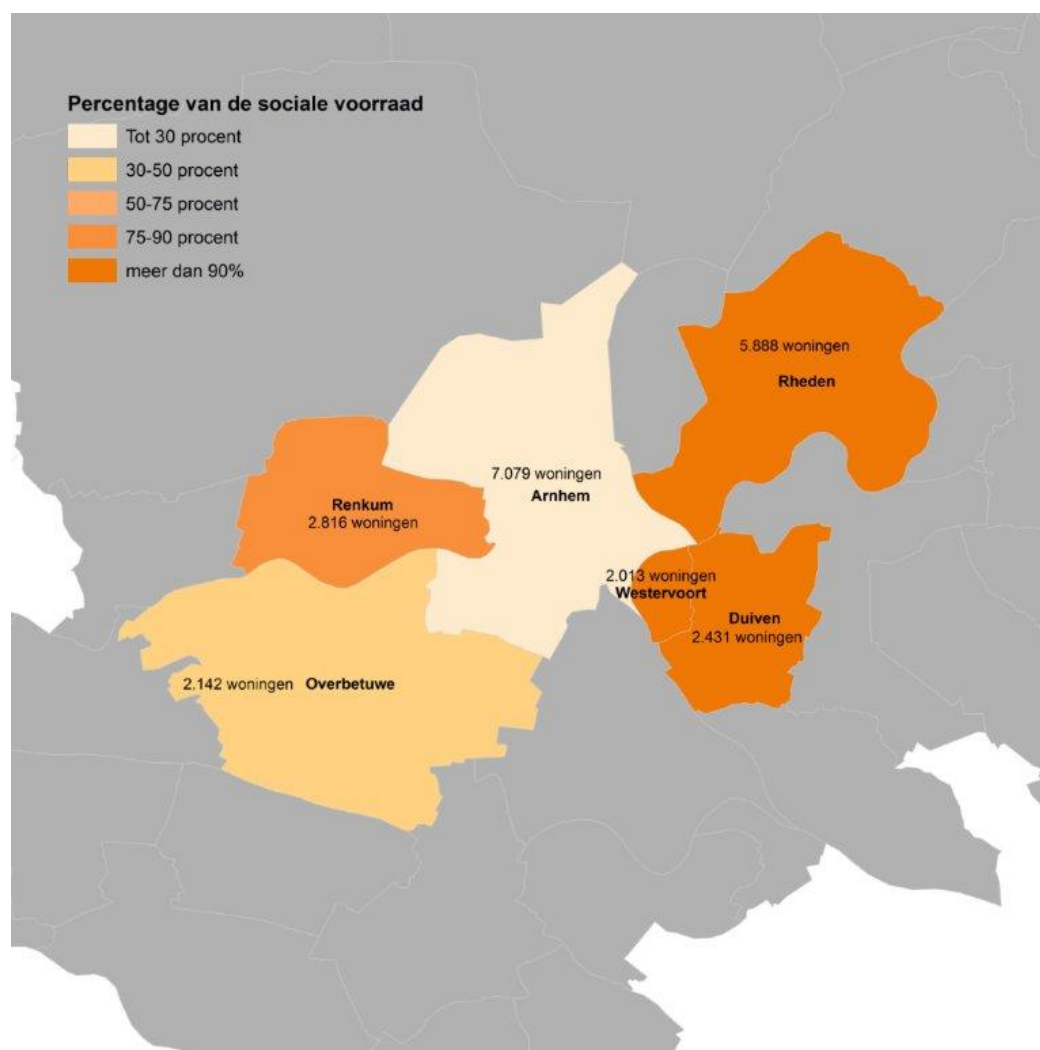 Percentage van de sociale voorraad
Tot 30 procent
30-50 procent
50-75 procent
75-90 procent
meer dan 90%
5.888 woningen
Rheden
7.079 woningen
Arnhem
Renkum
2.816 woningen
2.013 woningen
Westervoort
Duiven
2.431 woningen
2.142 woningen Overbetuwe